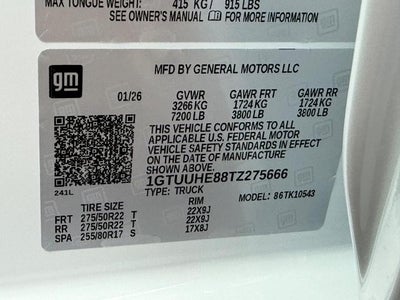 MAX TONGUE WEIGHT: 415 KG / 915 LBS
SEE OWNER'S MANUAL FOR MORE INFORMATION
gm
MFD BY GENERAL MOTORS LLC
01/26 GVWR GAWR FRT GAWR RR
3266 KG 1724 KG 1724 KG
7200 LB 3800 LB 3800 LB
THIS VEHICLE CONFORMS TO ALL
APPLICABLE U.S. FEDERAL MOTOR
VEHICLE SAFETY STANDARDS IN EFFECT
ON THE DATE OF MANUFACTURE
1GTUUHE88TZ275666
241L TYPE: TRUCK MODEL: 86TK10543
TIRE SIZE RIM
FRT 275/50R22 T 22X9J
RR 275/50R22 T 22X9J
SPA 255/80R17 S 17X8J